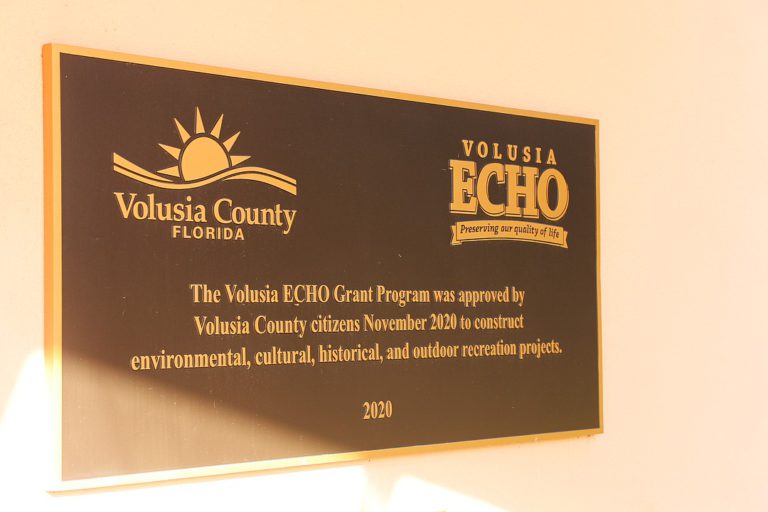 Volusia County
FLORIDA
VOLUSIA
ECHO
Preserving our quality of life
The Volusia ECHO Grant Program was approved by
Volusia County citizens November 2020 to construct
environmental, cultural, historical, and outdoor recreation projects.
2020